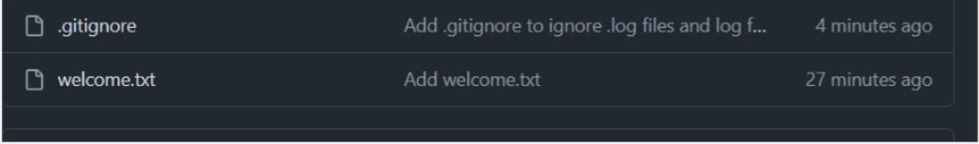 .gitignore Add .gitignore to ignore .log files and log f... 4 minutes ago
welcome.txt Add welcome.txt 27 minutes ago